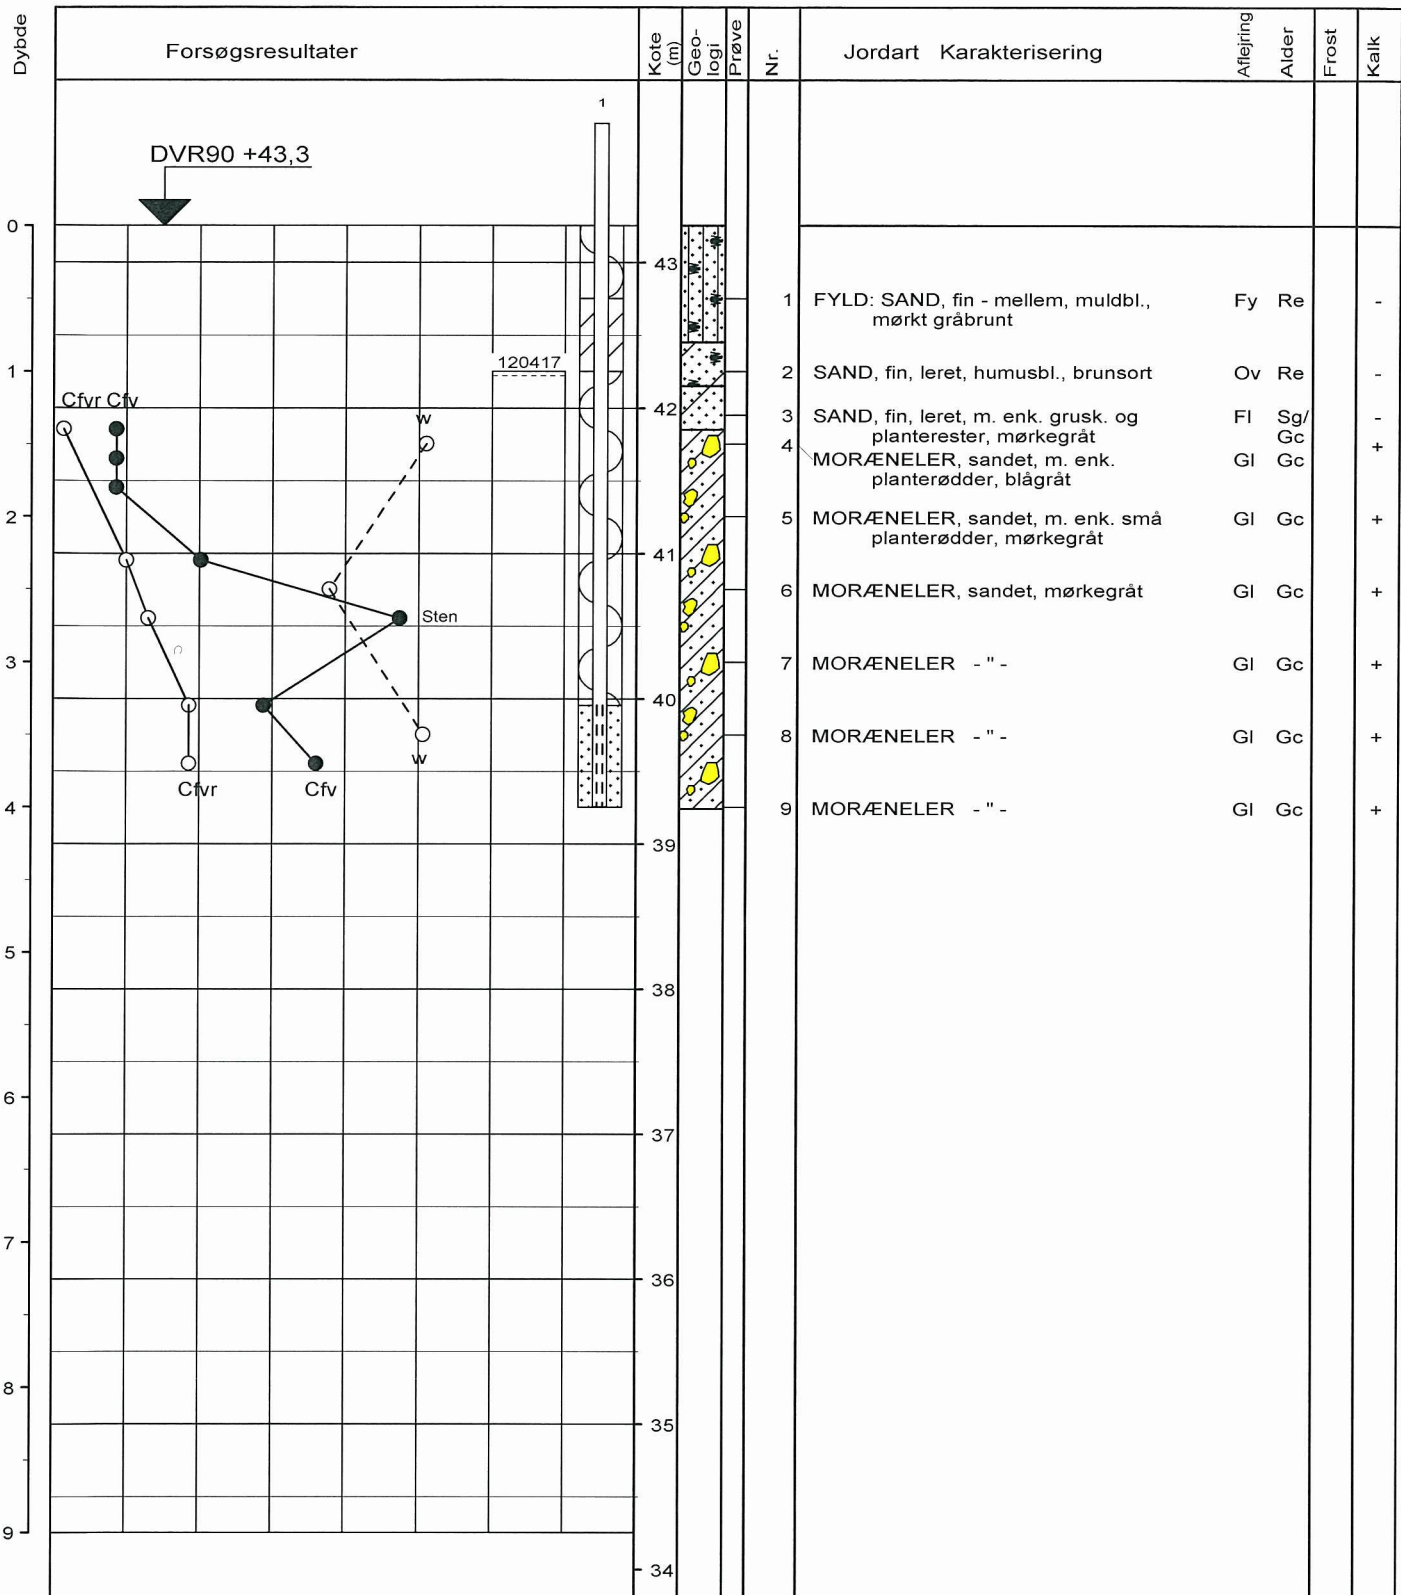 Dybde
Forsøgsresultater
Kote (m)
Geo-
logi
Prøve
Nr.
Jordart Karakterisering
Aflejring
Alder
Frost
Kalk
1
DVR90 +43,3
0
43
1 FYLD: SAND, fin - mellem, muldbl., Fy Re -
mørkt gråbrunt
120417
1
2 SAND, fin, leret, humusbl., brunsort Ov Re -
Cfvr Cfv
w
42
3 SAND, fin, leret, m. enk. grusk. og Fl Sg/ -
planterester, mørkegråt Gc
4 +
MORÆNELER, sandet, m. enk. Gl Gc
planterødder, blågråt
2
5 MORÆNELER, sandet, m. enk. små Gl Gc +
planterødder, mørkegråt
41
6 MORÆNELER, sandet, mørkegråt Gl Gc +
Sten
3
7 MORÆNELER - " - Gl Gc +
40
8 MORÆNELER - " - Gl Gc +
w
Cfvr Cfv
4
9 MORÆNELER - " - Gl Gc +
39
5
38
6
37
7
36
8
35
9
34